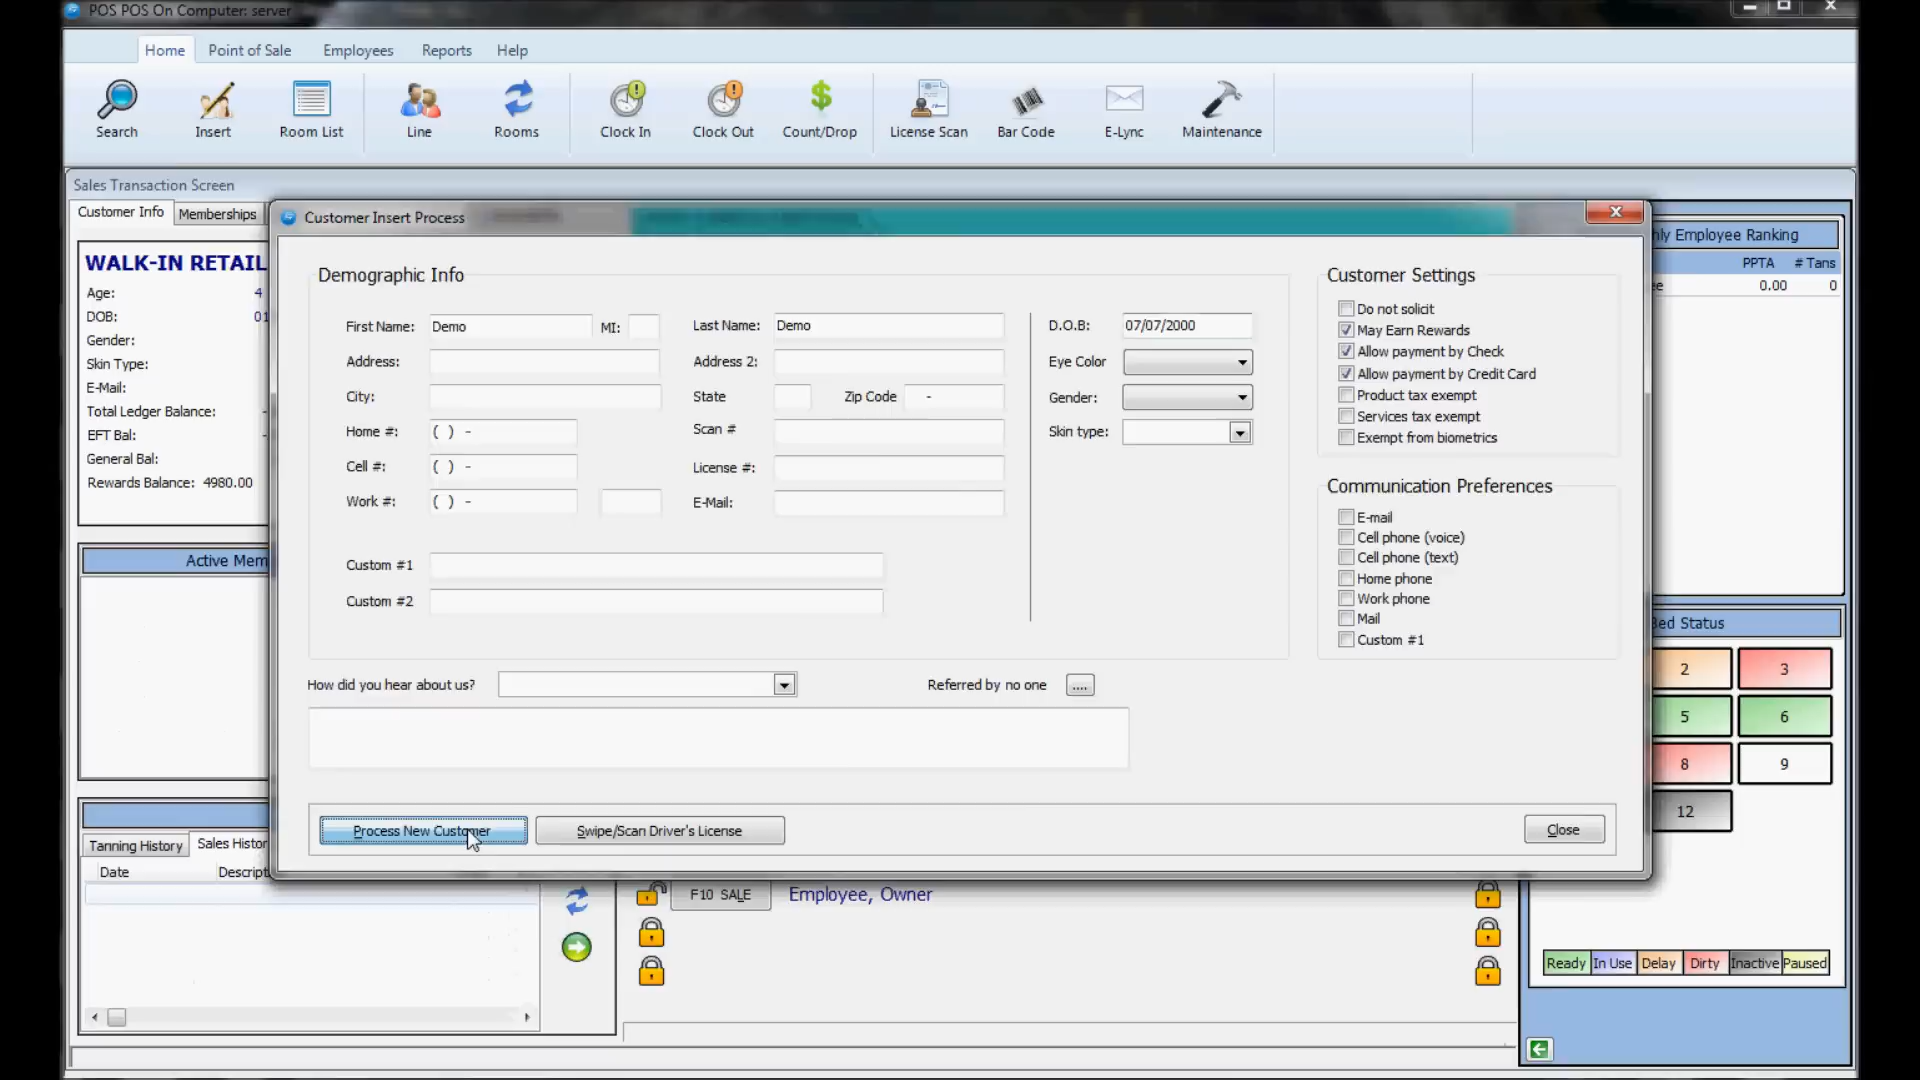 POS POS On Computer: server
Home Point of Sale Employees Reports Help
Search Insert Room List Line Rooms Clock In Clock Out Count/Drop License Scan Bar Code E-Lync Maintenance
Sales Transaction Screen
Customer Info Memberships
WALK-IN RETAIL
Age: 4
DOB: 01
Gender:
Skin Type:
E-Mail:
Total Ledger Balance: -
EFT Bal: -
General Bal:
Rewards Balance: 4980.00
Active Mem
Tanning History Sales Histor
Date Descript
Customer Insert Process
Demographic Info
First Name: Demo MI: Last Name: Demo D.O.B: 07/07/2000
Address: Address 2: Eye Color
City: State Zip Code - Gender:
Home #: ( ) - Scan # Skin type:
Cell #: ( ) - License #:
Work #: ( ) - E-Mail:
Custom #1
Custom #2
How did you hear about us? Referred by no one ....
Process New Customer Swipe/Scan Driver's License Close
Customer Settings
Do not solicit
May Earn Rewards
Allow payment by Check
Allow payment by Credit Card
Product tax exempt
Services tax exempt
Exempt from biometrics
Communication Preferences
E-mail
Cell phone (voice)
Cell phone (text)
Home phone
Work phone
Mail
Custom #1
hly Employee Ranking
PPTA # Tans
ee 0.00 0
Bed Status
2 3
5 6
8 9
12
F10 SALE Employee, Owner
Ready In Use Delay Dirty Inactive Paused